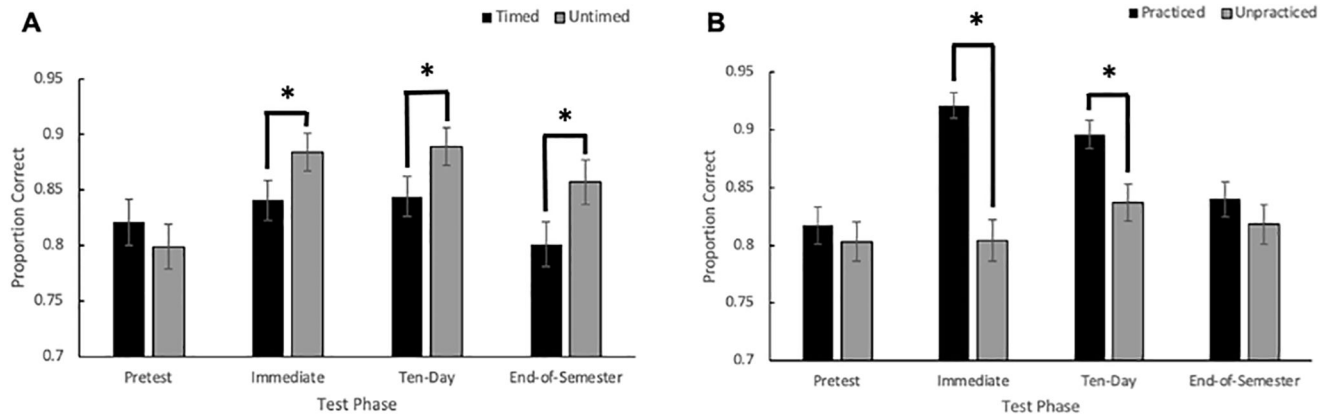 A
Timed Untimed
*
*
*
0.95
0.9
0.85
0.8
0.75
0.7
Proportion Correct
Pretest Immediate Ten-Day End-of-Semester
Test Phase
B
Practiced Unpracticed
*
*
0.95
0.9
0.85
0.8
0.75
0.7
Proportion Correct
Pretest Immediate Ten-Day End-of-Semester
Test Phase